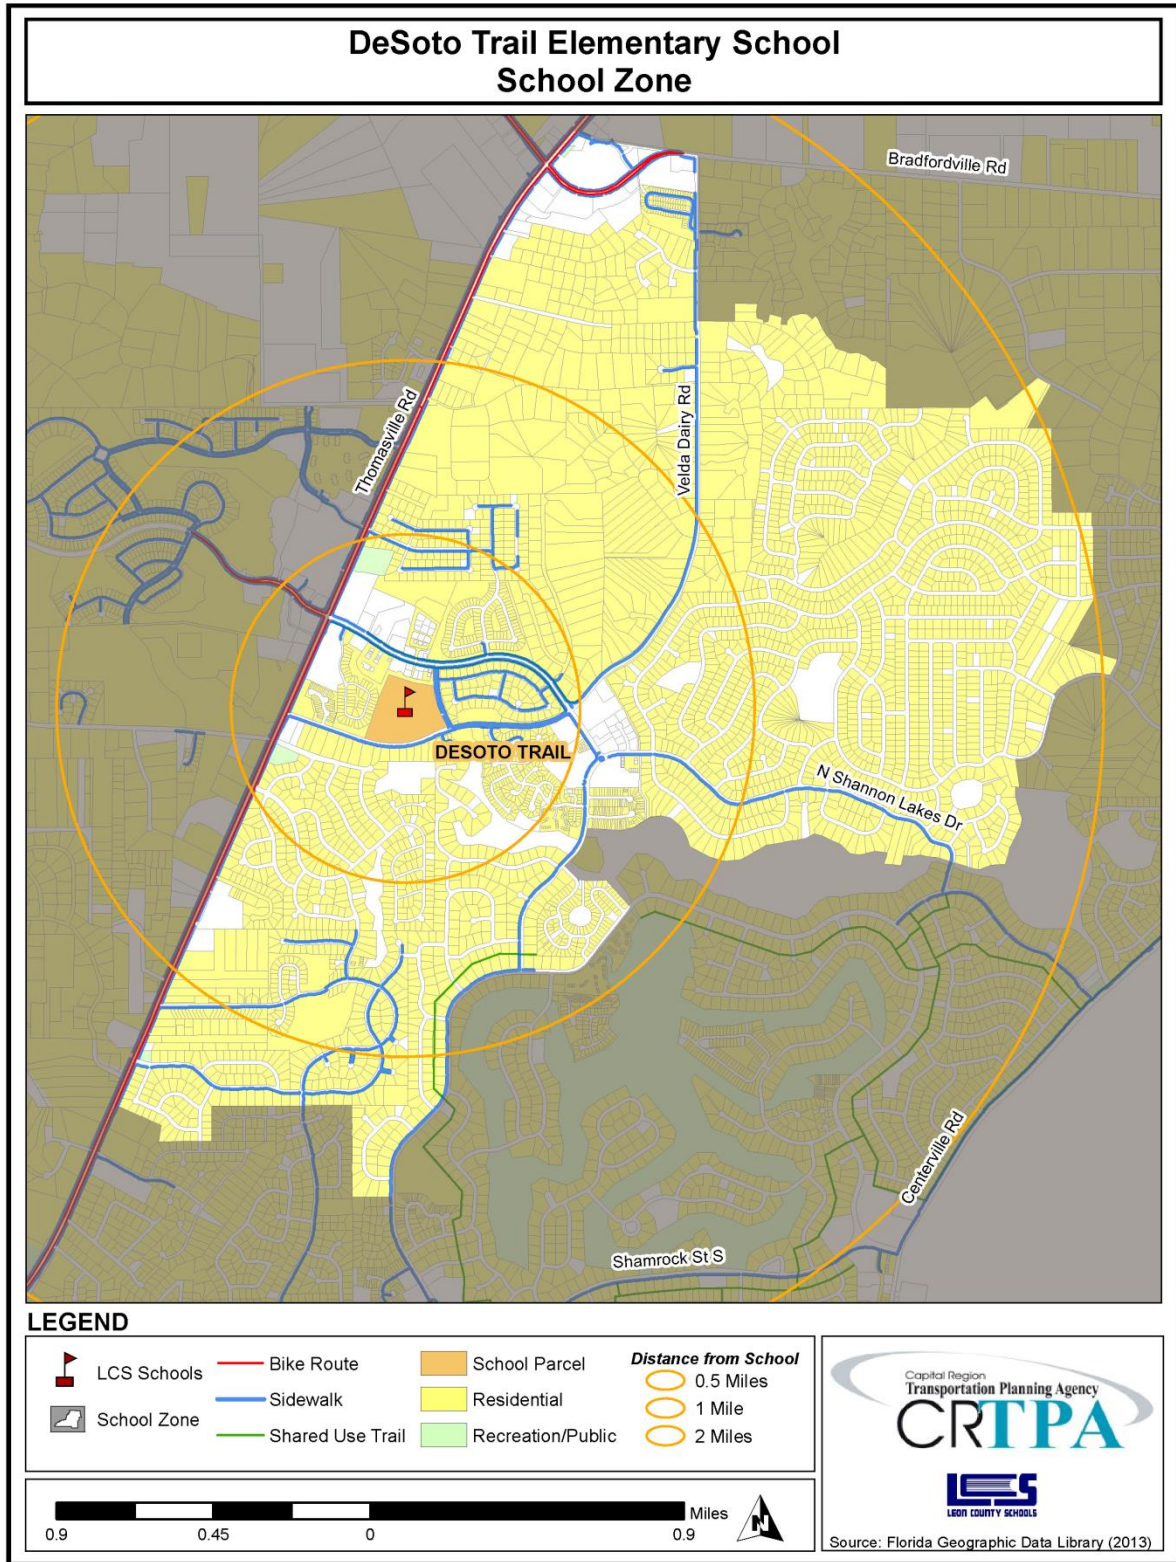 DeSoto Trail Elementary School
School Zone
Bradfordville Rd
Thomasville Rd
Velda Dairy Rd
DESOTO TRAIL
N Shannon Lakes Dr
Centerville Rd
Shamrock St S
LEGEND
LCS Schools
School Zone
Bike Route
Sidewalk
Shared Use Trail
School Parcel
Residential
Recreation/Public
Distance from School
0.5 Miles
1 Mile
2 Miles
0.9
0.45
0
0.9
Miles
N
Capital Region
Transportation Planning Agency
CRTPA
LCS
LEON COUNTY SCHOOLS
Source: Florida Geographic Data Library (2013)